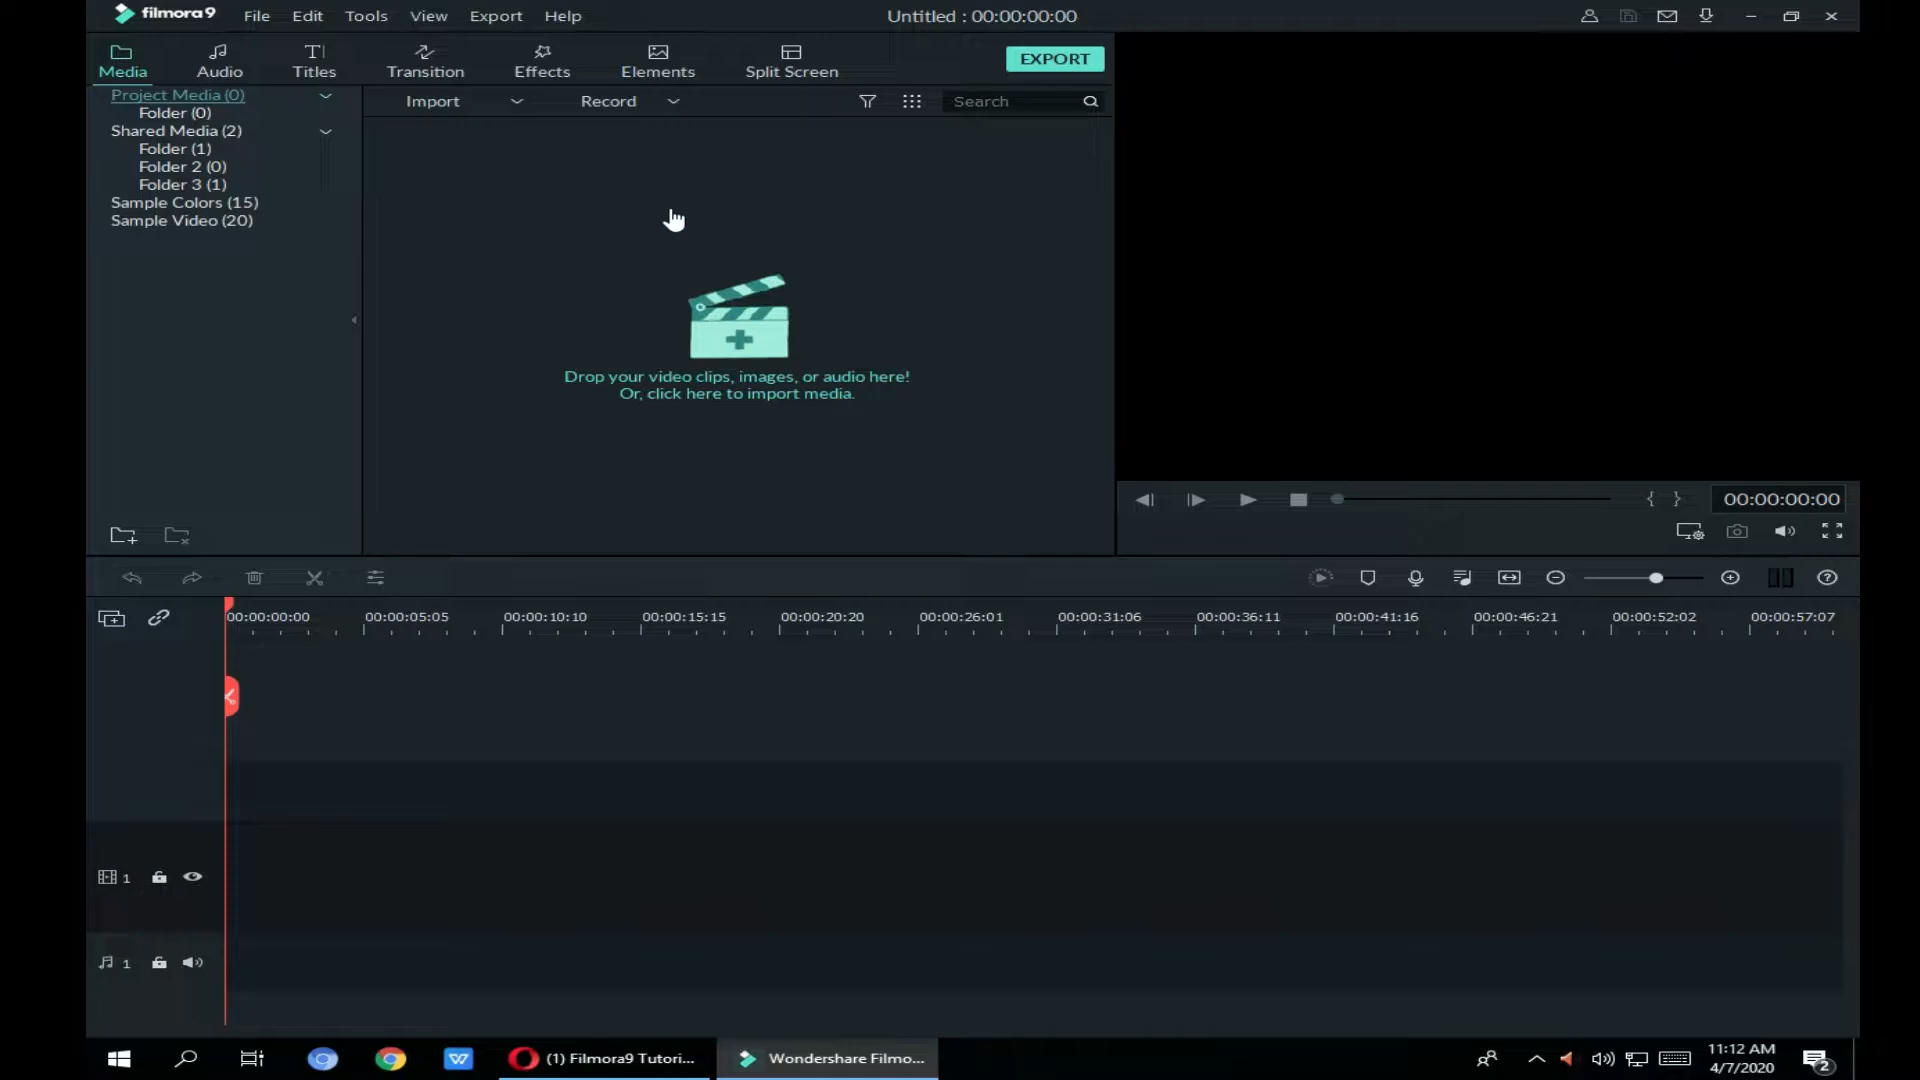 filmora9 File Edit Tools View Export Help Untitled : 00:00:00:00
Media Audio Titles Transition Effects Elements Split Screen EXPORT
Project Media (0)
Folder (0)
Shared Media (2)
Folder (1)
Folder 2 (0)
Folder 3 (1)
Sample Colors (15)
Sample Video (20)
Import Record Search
Drop your video clips, images, or audio here!
Or, click here to import media.
00:00:00:00
00:00:00:00 00:00:05:05 00:00:10:10 00:00:15:15 00:00:20:20 00:00:26:01 00:00:31:06 00:00:36:11 00:00:41:16 00:00:46:21 00:00:52:02 00:00:57:07
1
1
(1) Filmora9 Tutori... Wondershare Filmo... 11:12 AM
4/7/2020
2